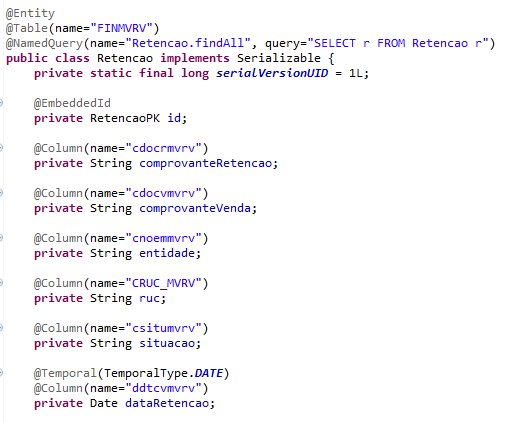 @Entity
@Table(name="FINMVRV")
@NamedQuery(name="Retencao.findAll", query="SELECT r FROM Retencao r")
public class Retencao implements Serializable {
    private static final long serialVersionUID = 1L;

    @EmbeddedId
    private RetencaoPK id;

    @Column(name="cdocrmvrv")
    private String comprovanteRetencao;

    @Column(name="cdocvmvrv")
    private String comprovanteVenda;

    @Column(name="cnoemmvrv")
    private String entidade;

    @Column(name="CRUC_MVRV")
    private String ruc;

    @Column(name="csitumvrv")
    private String situacao;

    @Temporal(TemporalType.DATE)
    @Column(name="ddtcvmvrv")
    private Date dataRetencao;